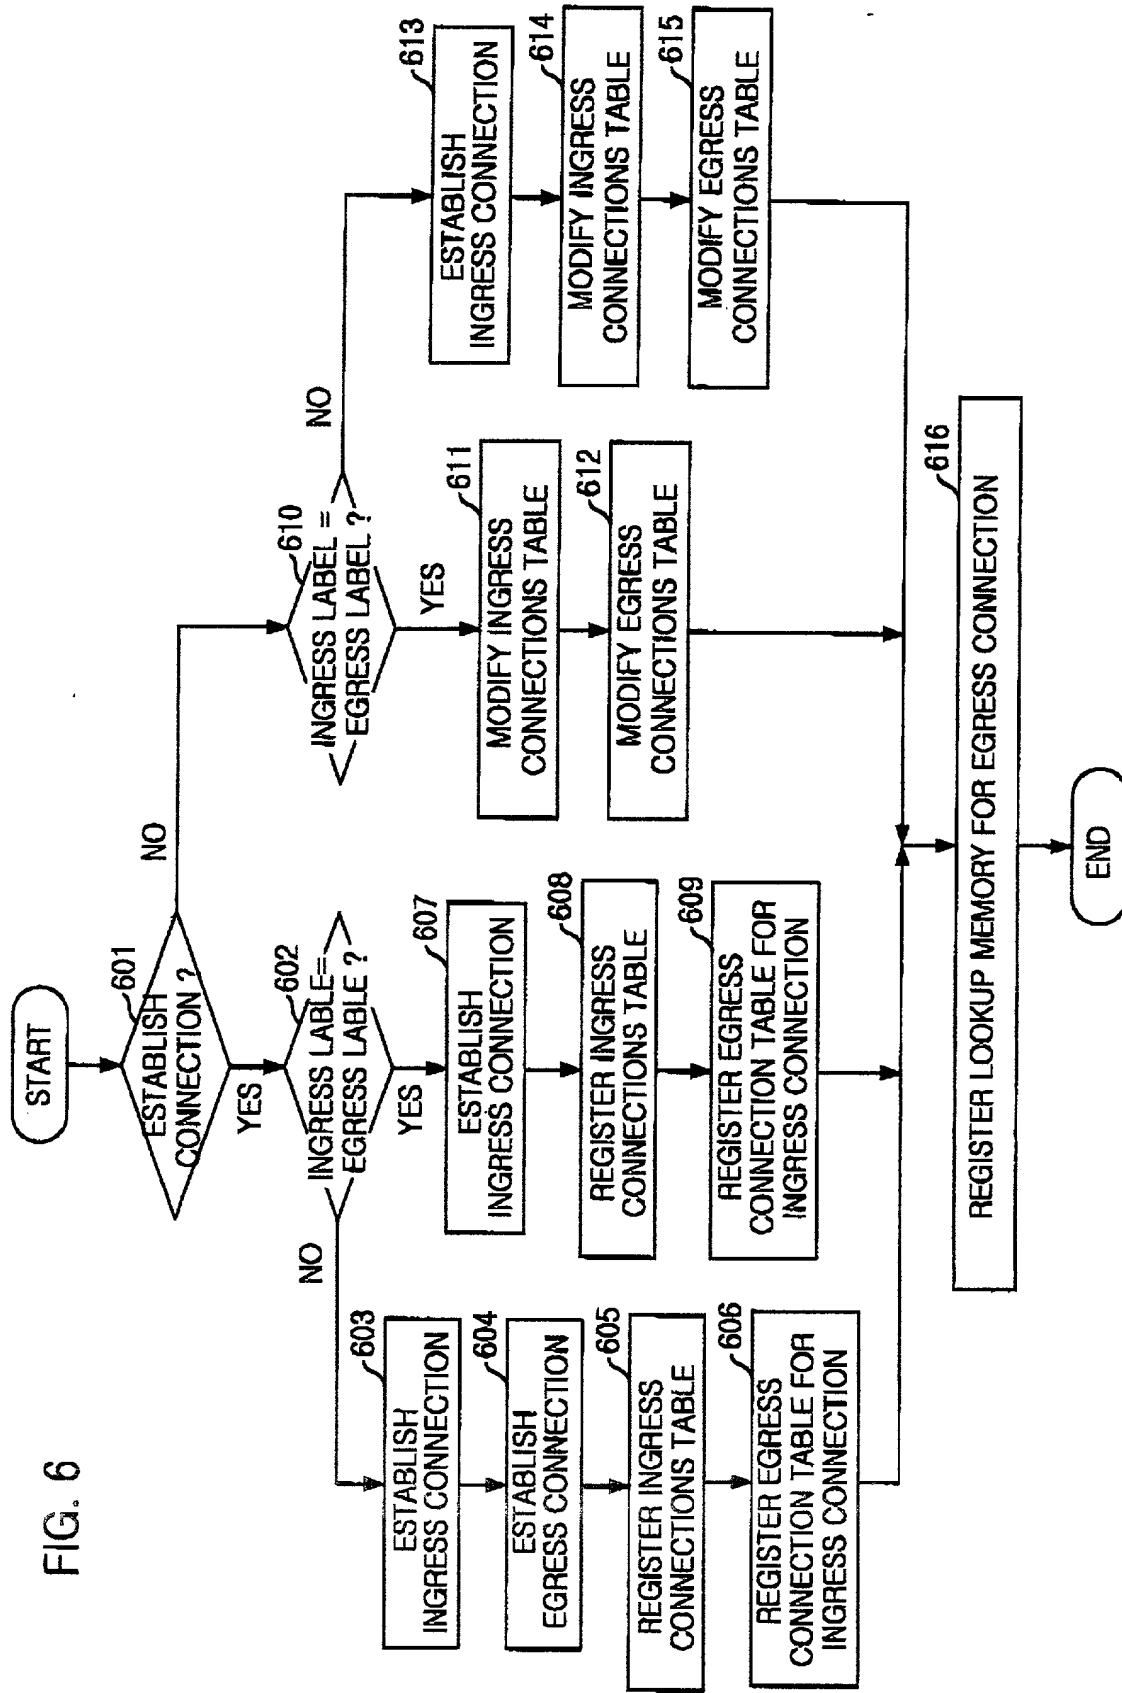 FIG. 6
START
601
ESTABLISH
CONNECTION ?
YES
NO
602
INGRESS LABLE=
EGRESS LABLE ?
NO
YES
603
ESTABLISH
INGRESS CONNECTION
604
ESTABLISH
EGRESS CONNECTION
605
REGISTER INGRESS
CONNECTIONS TABLE
606
REGISTER EGRESS
CONNECTION TABLE FOR
INGRESS CONNECTION
607
ESTABLISH
INGRESS CONNECTION
608
REGISTER INGRESS
CONNECTIONS TABLE
609
REGISTER EGRESS
CONNECTION TABLE FOR
INGRESS CONNECTION
610
INGRESS LABEL =
EGRESS LABEL ?
YES
NO
611
MODIFY INGRESS
CONNECTIONS TABLE
612
MODIFY EGRESS
CONNECTIONS TABLE
613
ESTABLISH
INGRESS CONNECTION
614
MODIFY INGRESS
CONNECTIONS TABLE
615
MODIFY EGRESS
CONNECTIONS TABLE
616
REGISTER LOOKUP MEMORY FOR EGRESS CONNECTION
END